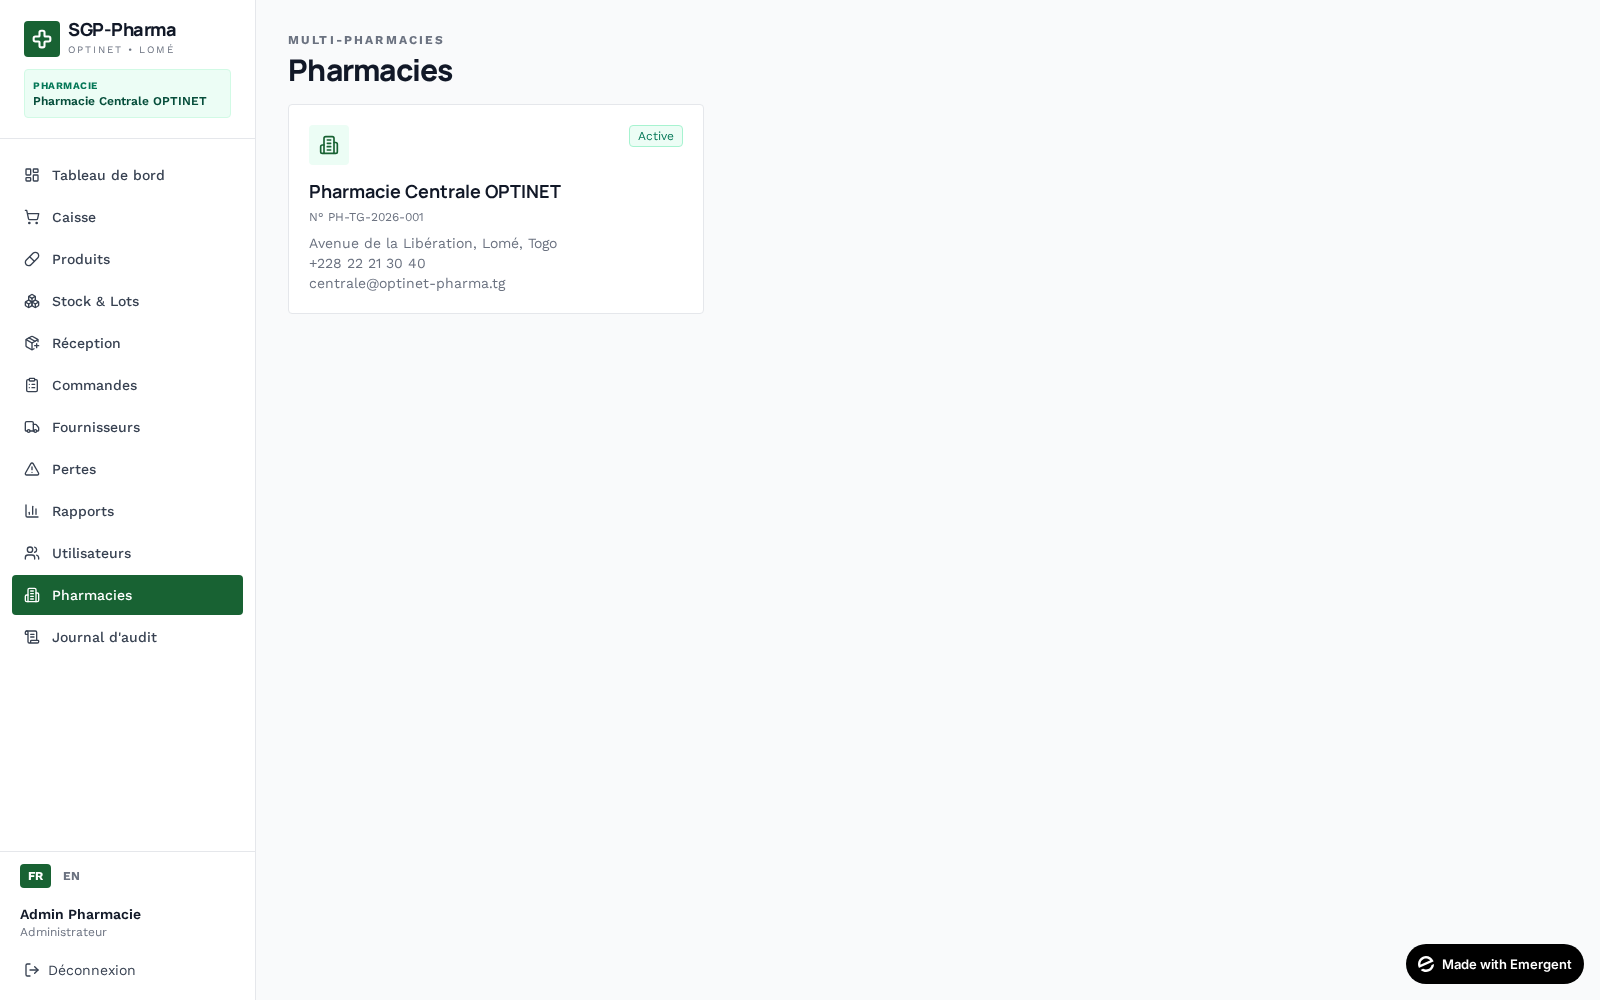 SGP-Pharma
OPTINET • LOMÉ
PHARMACIE
Pharmacie Centrale OPTINET
Tableau de bord
Caisse
Produits
Stock & Lots
Réception
Commandes
Fournisseurs
Pertes
Rapports
Utilisateurs
Pharmacies
Journal d'audit
FR EN
Admin Pharmacie
Administrateur
Déconnexion
MULTI-PHARMACIES
Pharmacies
Active
Pharmacie Centrale OPTINET
N° PH-TG-2026-001
Avenue de la Libération, Lomé, Togo
+228 22 21 30 40
centrale@optinet-pharma.tg
Made with Emergent